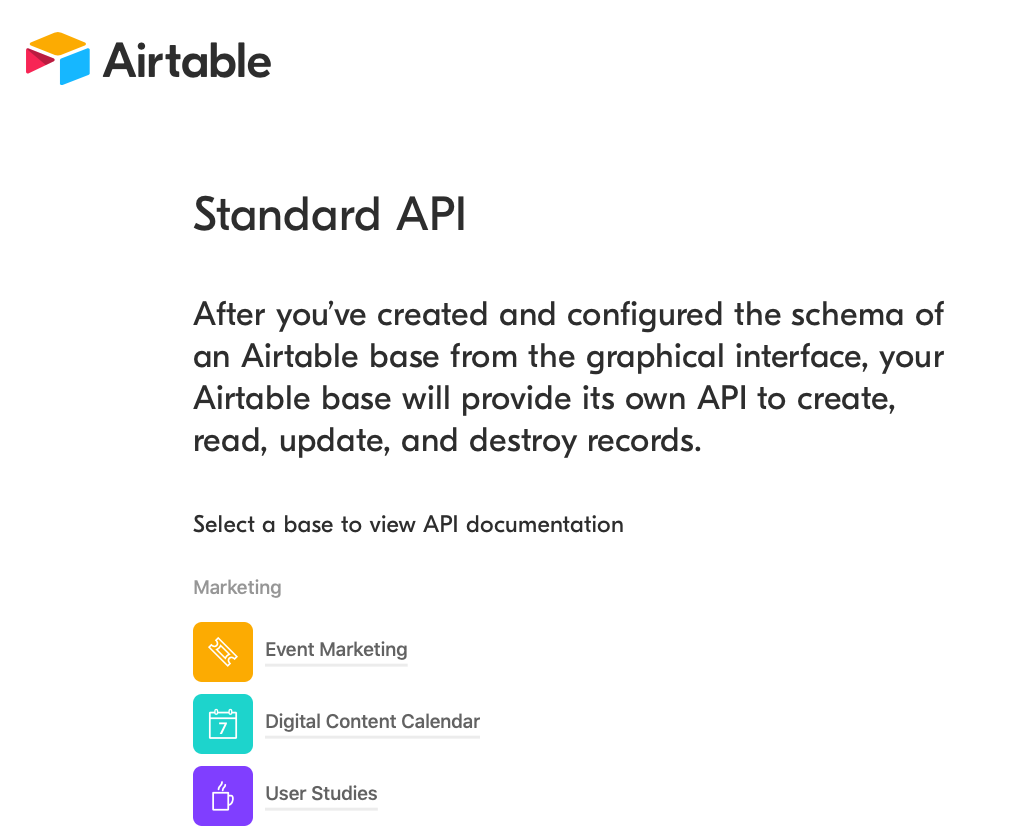 Airtable
Standard API
After you’ve created and configured the schema of
an Airtable base from the graphical interface, your
Airtable base will provide its own API to create,
read, update, and destroy records.
Select a base to view API documentation
Marketing
Event Marketing
7
Digital Content Calendar
User Studies